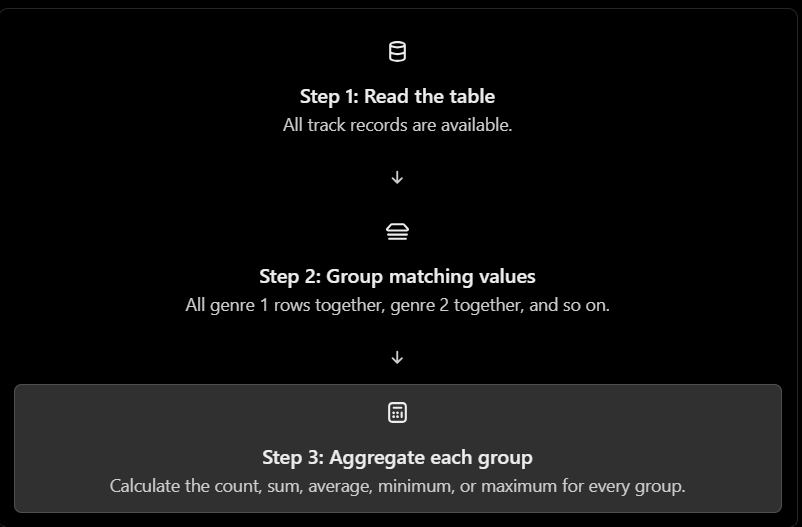 Step 1: Read the table
All track records are available.
Step 2: Group matching values
All genre 1 rows together, genre 2 together, and so on.
Step 3: Aggregate each group
Calculate the count, sum, average, minimum, or maximum for every group.